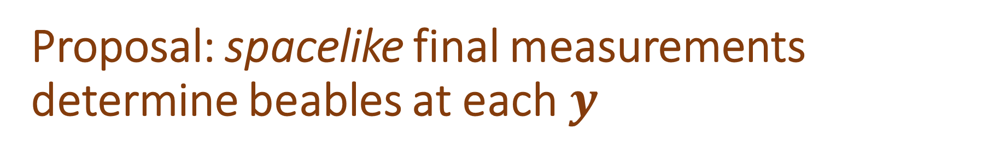 Proposal: spacelike final measurements
determine beables at each y